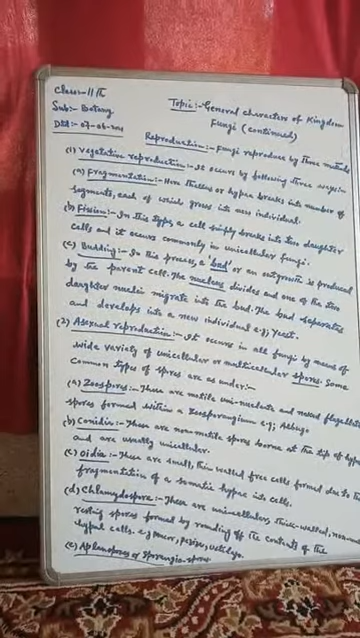 Class:- 11th
Sub:- Botany
Topic:- General characters of Kingdom
Fungi (continued)
Reproduction:- Fungi reproduce by three methods
(1) Vegetative reproduction:- It occurs by following three ways:-
(a) Fragmentation:- Here thallus or hypha breaks into number of
segments, each of which grows into new individual.
(b) Fission:- In this type, a cell simply breaks into two daughter
cells and it occurs commonly in unicellular fungi.
(c) Budding:- In this process, a 'bud' or an outgrowth is produced
by the parent cell. The nucleus divides and one of the two
daughter nuclei migrate into the bud. The bud separates
and develops into a new individual e.g; yeast.
(2) Asexual reproduction:- It occurs in all fungi by means of
wide variety of unicellular or multicellular spores. Some
Common types of spores are as under:-
(a) Zoospores:- These are motile uni-nucleate and naked flagellate
spores formed within a Zoosporangium e.g; Albugo
(b) Conidia:- These are non-motile spores borne at the tip of hyphae
and are usually unicellular.
(c) Oidia:- These are small, thin walled free cells formed due to
fragmentation of a somatic hyphae into cells.
(d) Chlamydospore:- These are unicellular, thick-walled,
resting spores formed by rounding off the contents of the
hyphal cells. e.g; Mucor,
(e) Aplanospores or Sporangio-spore